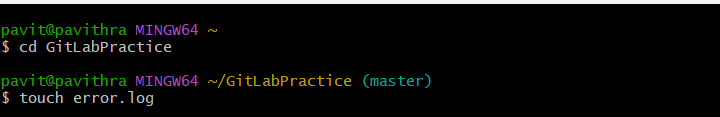 pavit@pavithra MINGW64 ~
$ cd GitLabPractice
pavit@pavithra MINGW64 ~/GitLabPractice (master)
$ touch error.log